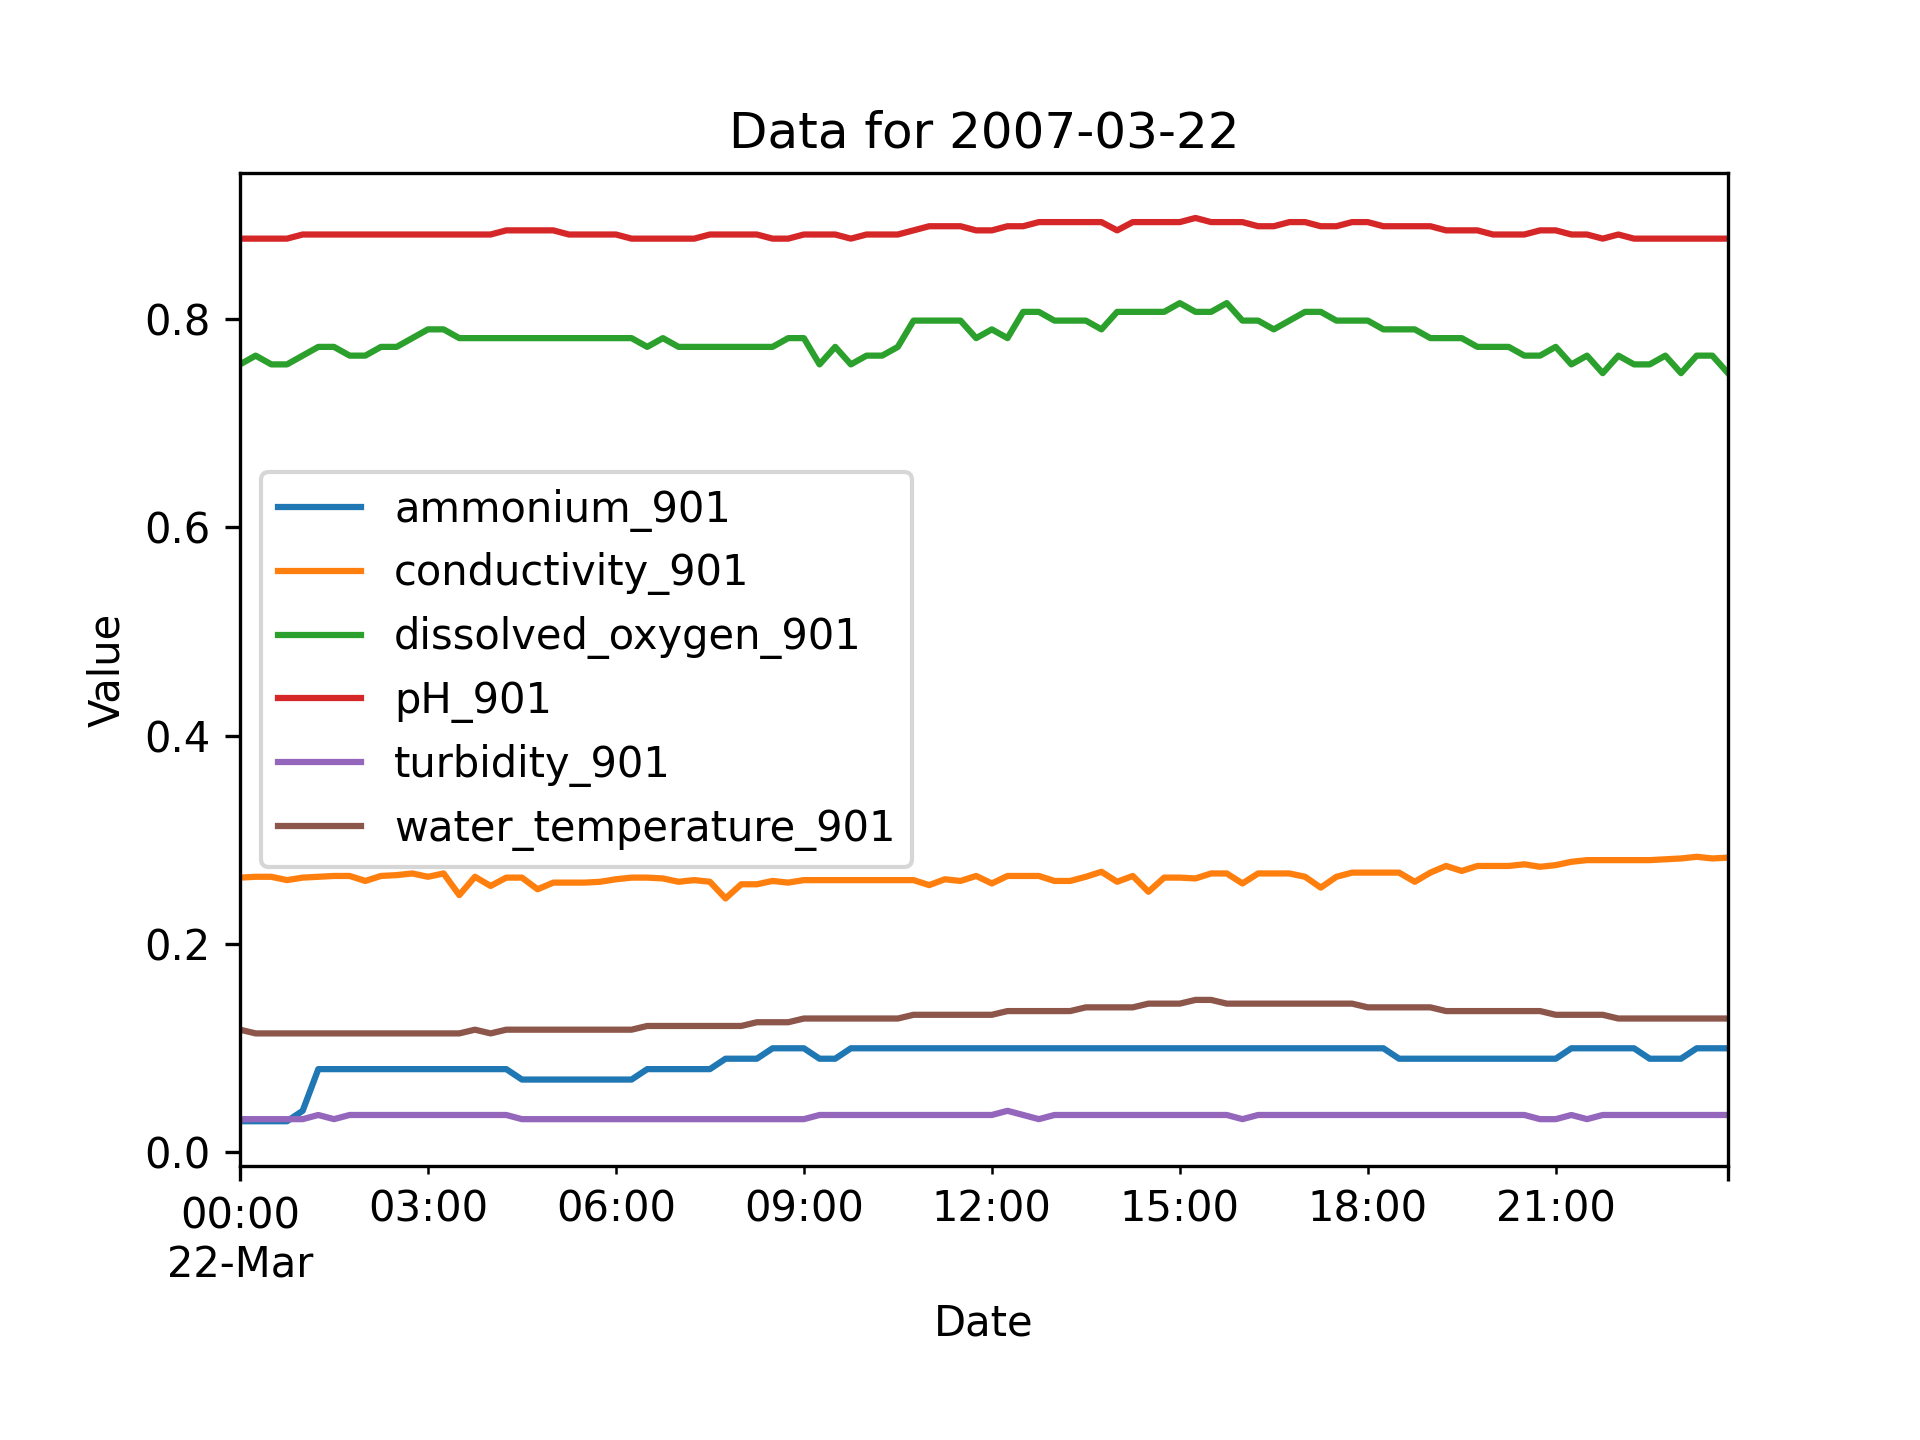 Data for 2007-03-22
Value
0.8
0.6
0.4
0.2
0.0
ammonium_901
conductivity_901
dissolved_oxygen_901
pH_901
turbidity_901
water_temperature_901
00:00 03:00 06:00 09:00 12:00 15:00 18:00 21:00
22-Mar
Date